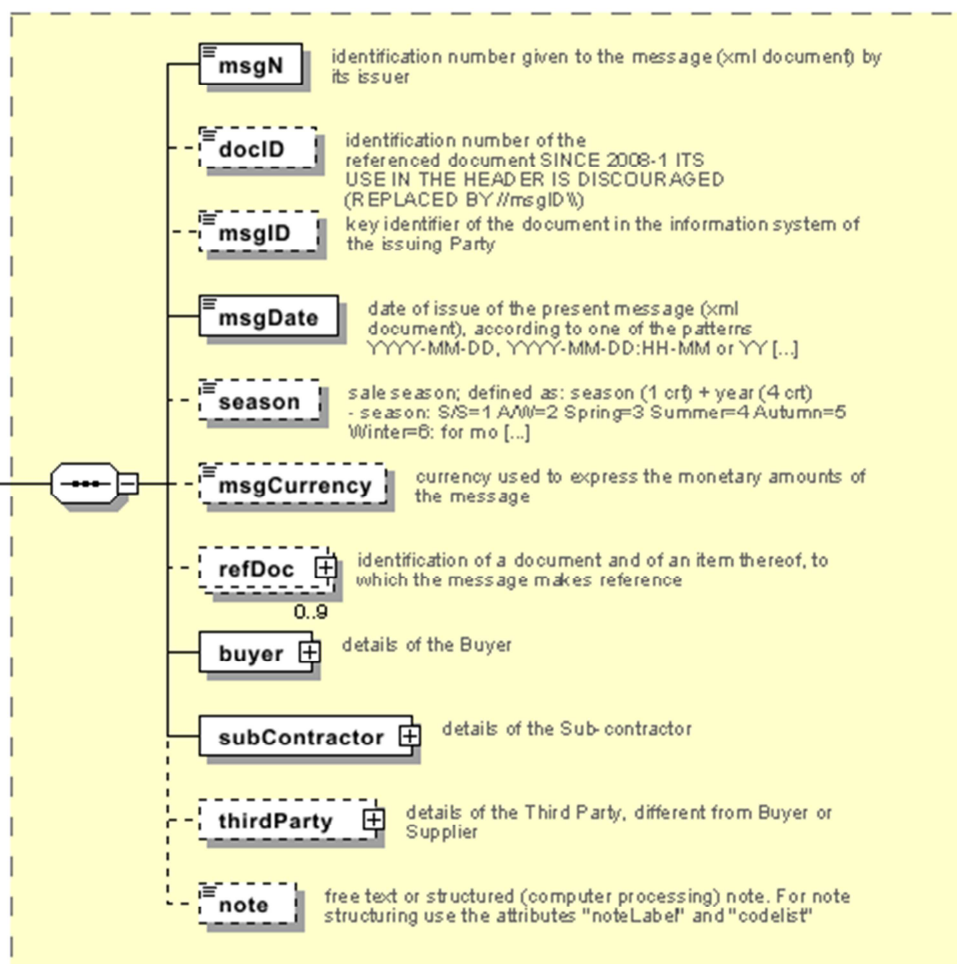 msgN
identification number given to the message (xml document) by
its issuer
docID
identification number of the
referenced document SINCE 2008-1 ITS
USE IN THE HEADER IS DISCOURAGED
(REPLACED BY //msgID\\)
msgID
key identifier of the document in the information system of
the issuing Party
msgDate
date of issue of the present message (xml
document), according to one of the patterns
YYYY-MM-DD, YYYY-MM-DD:HH-MM or YY [...]
season
sale season; defined as: season (1 crt) + year (4 crt)
- season: S/S=1 A/W=2 Spring=3 Summer=4 Autumn=5
Winter=6: for mo [...]
msgCurrency
currency used to express the monetary amounts of
the message
refDoc
identification of a document and of an item thereof, to
which the message makes reference
0..9
buyer
details of the Buyer
subContractor
details of the Sub-contractor
thirdParty
details of the Third Party, different from Buyer or
Supplier
note
free text or structured (computer processing) note. For note
structuring use the attributes "noteLabel" and "codelist"